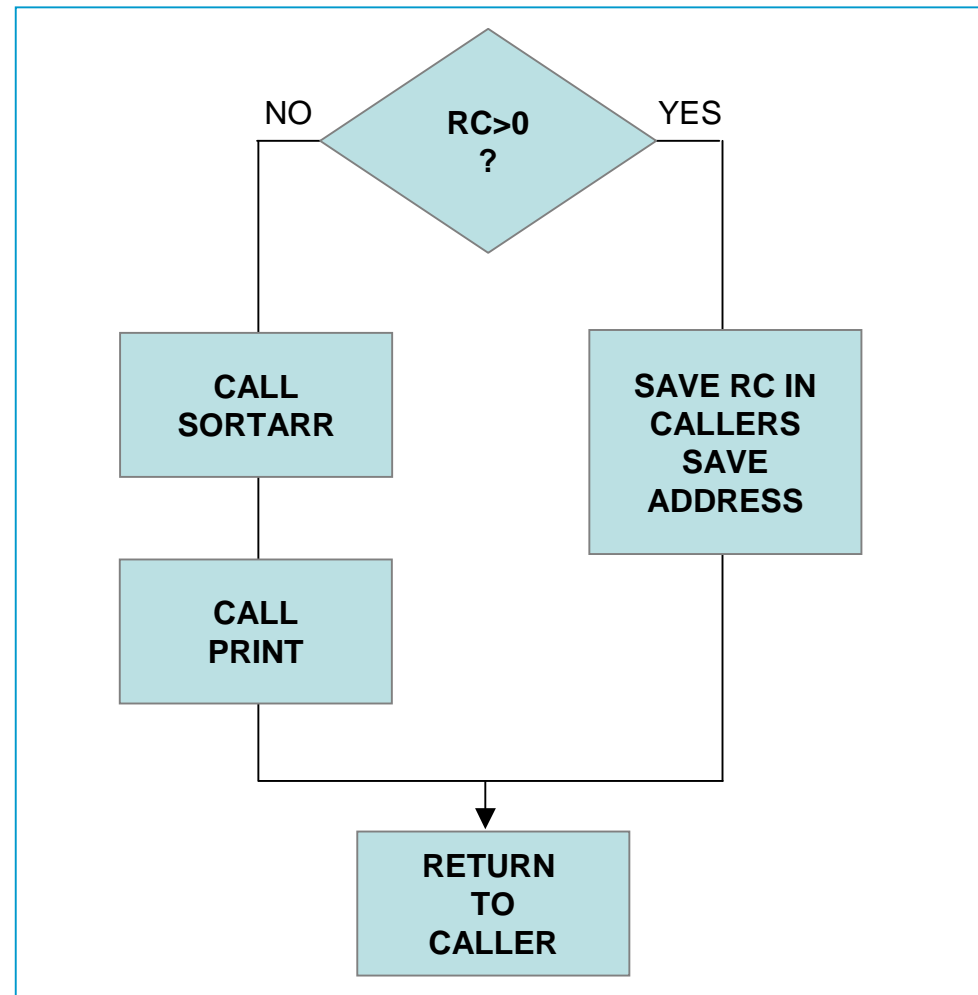 RC>0
?
NO
YES
CALL
SORTARR
SAVE RC IN
CALLERS
SAVE
ADDRESS
CALL
PRINT
RETURN
TO
CALLER